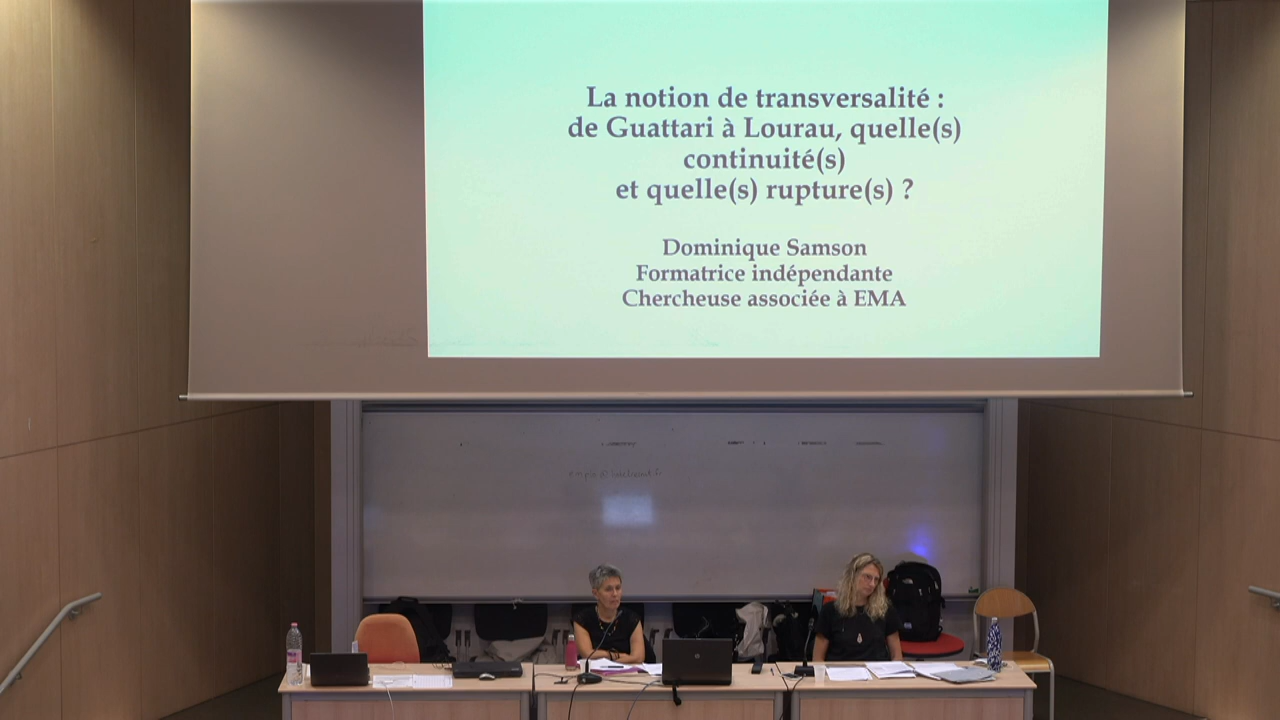 La notion de transversalité :
de Guattari à Lourau, quelle(s)
continuité(s)
et quelle(s) rupture(s) ?
Dominique Samson
Formatrice indépendante
Chercheuse associée à EMA